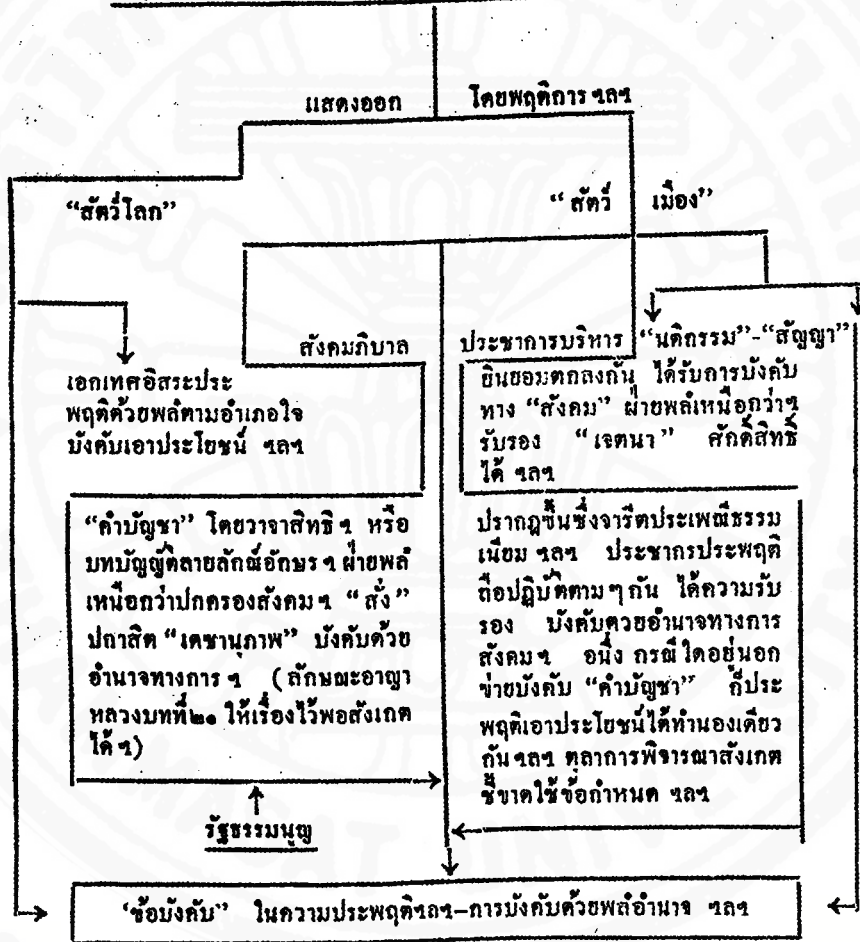 แสดงออก โดยพฤติการ ฯลฯ
“สัตว์โลก”
“สัตว์ เมือง”
สังคมภิบาล
ประชาการบริหาร “นติกรรม”-“สัญญา”
เอกเทศอิสระประ
พฤติด้วยพลํตามอำเภอใจ
บังคับเอาประโยชน์ ฯลฯ
ยินยอมตกลงกัน ได้รับการบังคับ
ทาง “สังคม” ฝ่ายพลํเหนือกว่าฯ
รับรอง “เจตนา” ศักดิ์สิทธิ์
ได้ ฯลฯ
“คำบัญชา” โดยวาจาสิทธิฯ หรือ
บทบัญญัติลายลักษณ์อักษรฯ ฝ่ายพลํ
เหนือกว่าปกครองสังคมฯ “สั่ง”
ปกาสิต “เดชานุภาพ” บังคับด้วย
อำนาจทางการฯ (ลักษณะอาญา
หลวงบทที่๒๑ ให้เรื่องไว้พอสังเกต
ได้ฯ)
ปรากฎขึ้นซึ่งจารีตประเพณีธรรม
เนียม ฯลฯ ประชากรประพฤติ
ถือปฏิบัติตามๆกัน ได้ความรับ
รอง บังคับดวยอำนาจทางการ
สังคมฯ อนึ่ง กรณีใดอยู่นอก
ข่ายบังคับ “คำบัญชา” ก็ประ
พฤติเอาประโยชน์ได้ทำนองเดียว
กันฯลฯ ตุลาการพิจารณาสังเกต
ชี้ขาดใช้ข้อกำหนด ฯลฯ
รัฐธรรมนูญ
‘ข้อบังคับ” ในความประพฤติฯลฯ-การบังคับด้วยพลํอำนาจ ฯลฯ